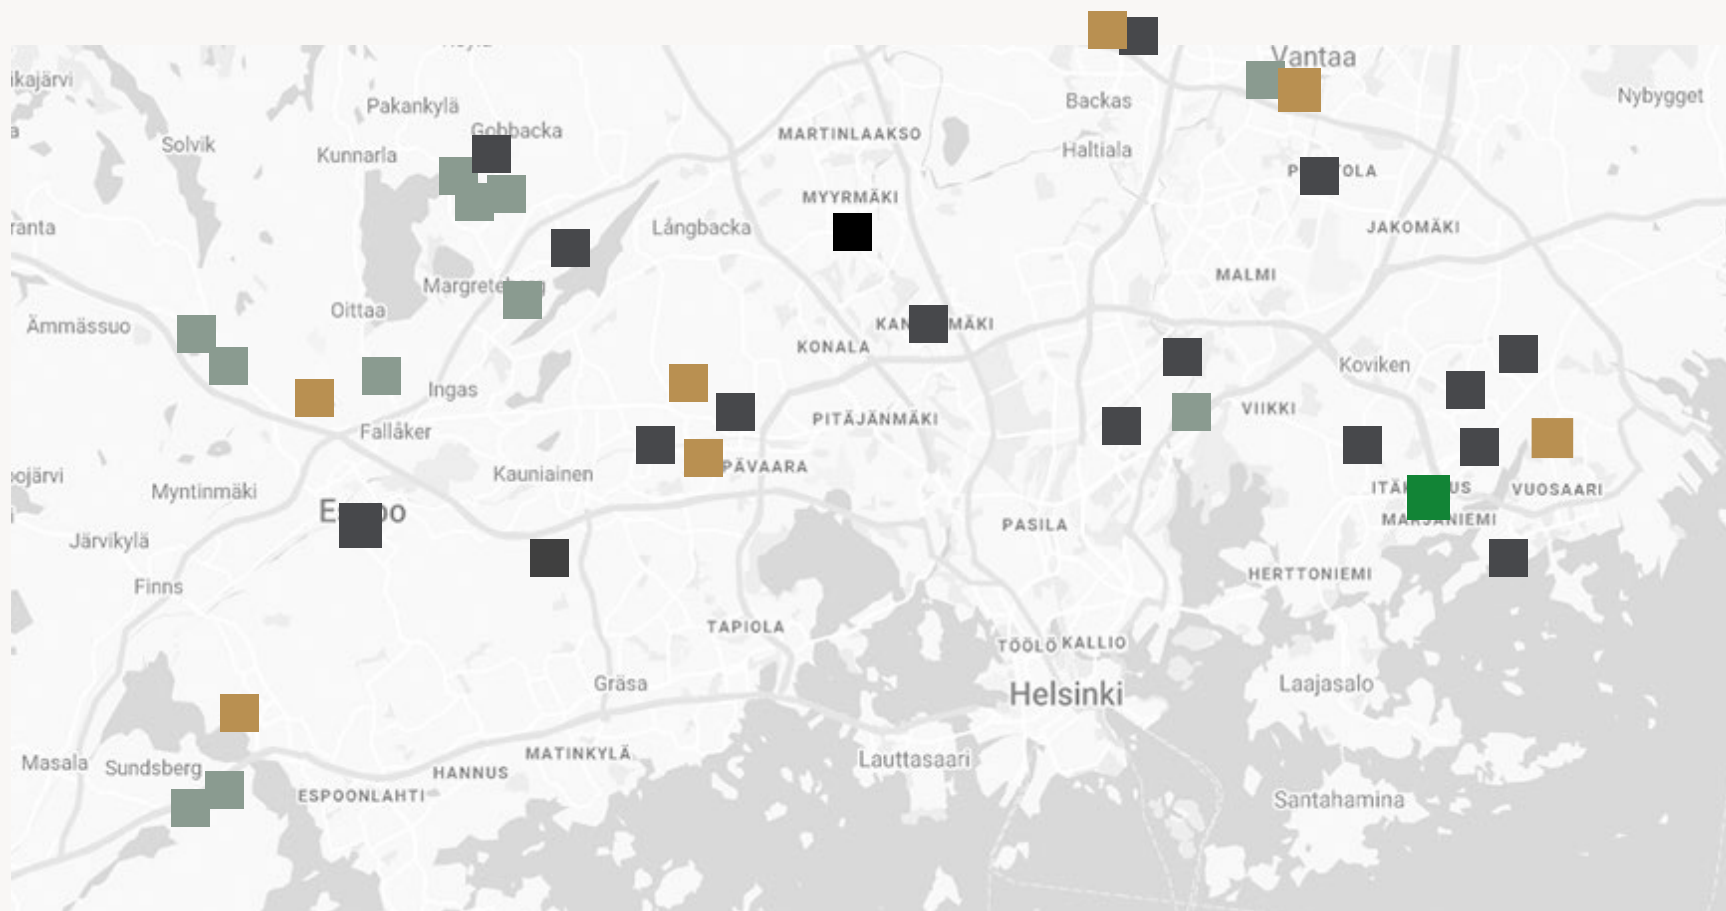 Vantaa
ikajärvi
Nybygget
Backas
Pakankylä
Gobbacka
MARTINLAAKSO
Solvik
Kunnarla
Haltiala
MYYRMÄKI
JAKOMÄKI
Långbacka
MALMI
Oittaa
Ämmässuo
KONALA
Koviken
Ingas
VIIKKI
PITÄJÄNMÄKI
Fallåker
PÄVAARA
Kauniainen
Myntinmäki
VUOSAARI
PASILA
Järvikylä
HERTTONIEMI
Finns
TAPIOLA
TÖÖLÖ KALLIO
Gräsa
Laajasalo
Helsinki
MATINKYLÄ
Lauttasaari
Masala
Sundsberg
HANNUS
ESPOONLAHTI
Santahamina